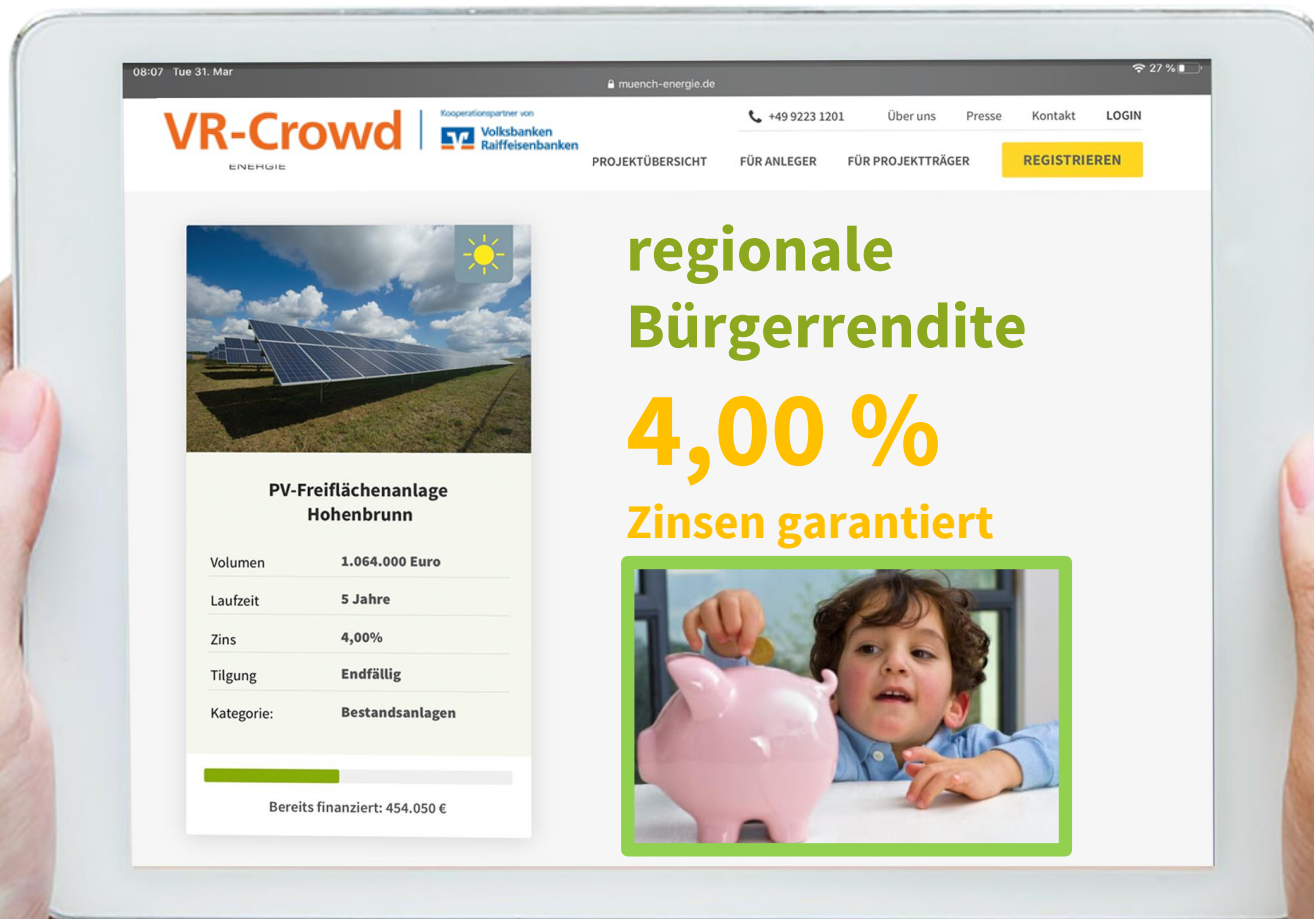 08:07 Tue 31. Mar
muench-energie.de
27 %
VR-Crowd
ENERGIE
Kooperationspartner von
Volksbanken
Raiffeisenbanken
+49 9223 1201
Über uns
Presse
Kontakt
LOGIN
PROJEKTÜBERSICHT
FÜR ANLEGER
FÜR PROJEKTTRÄGER
REGISTRIEREN
PV-Freiflächenanlage
Hohenbrunn
Volumen 1.064.000 Euro
Laufzeit 5 Jahre
Zins 4,00%
Tilgung Endfällig
Kategorie: Bestandsanlagen
Bereits finanziert: 454.050 €
regionale
Bürgerrendite
4,00 %
Zinsen garantiert